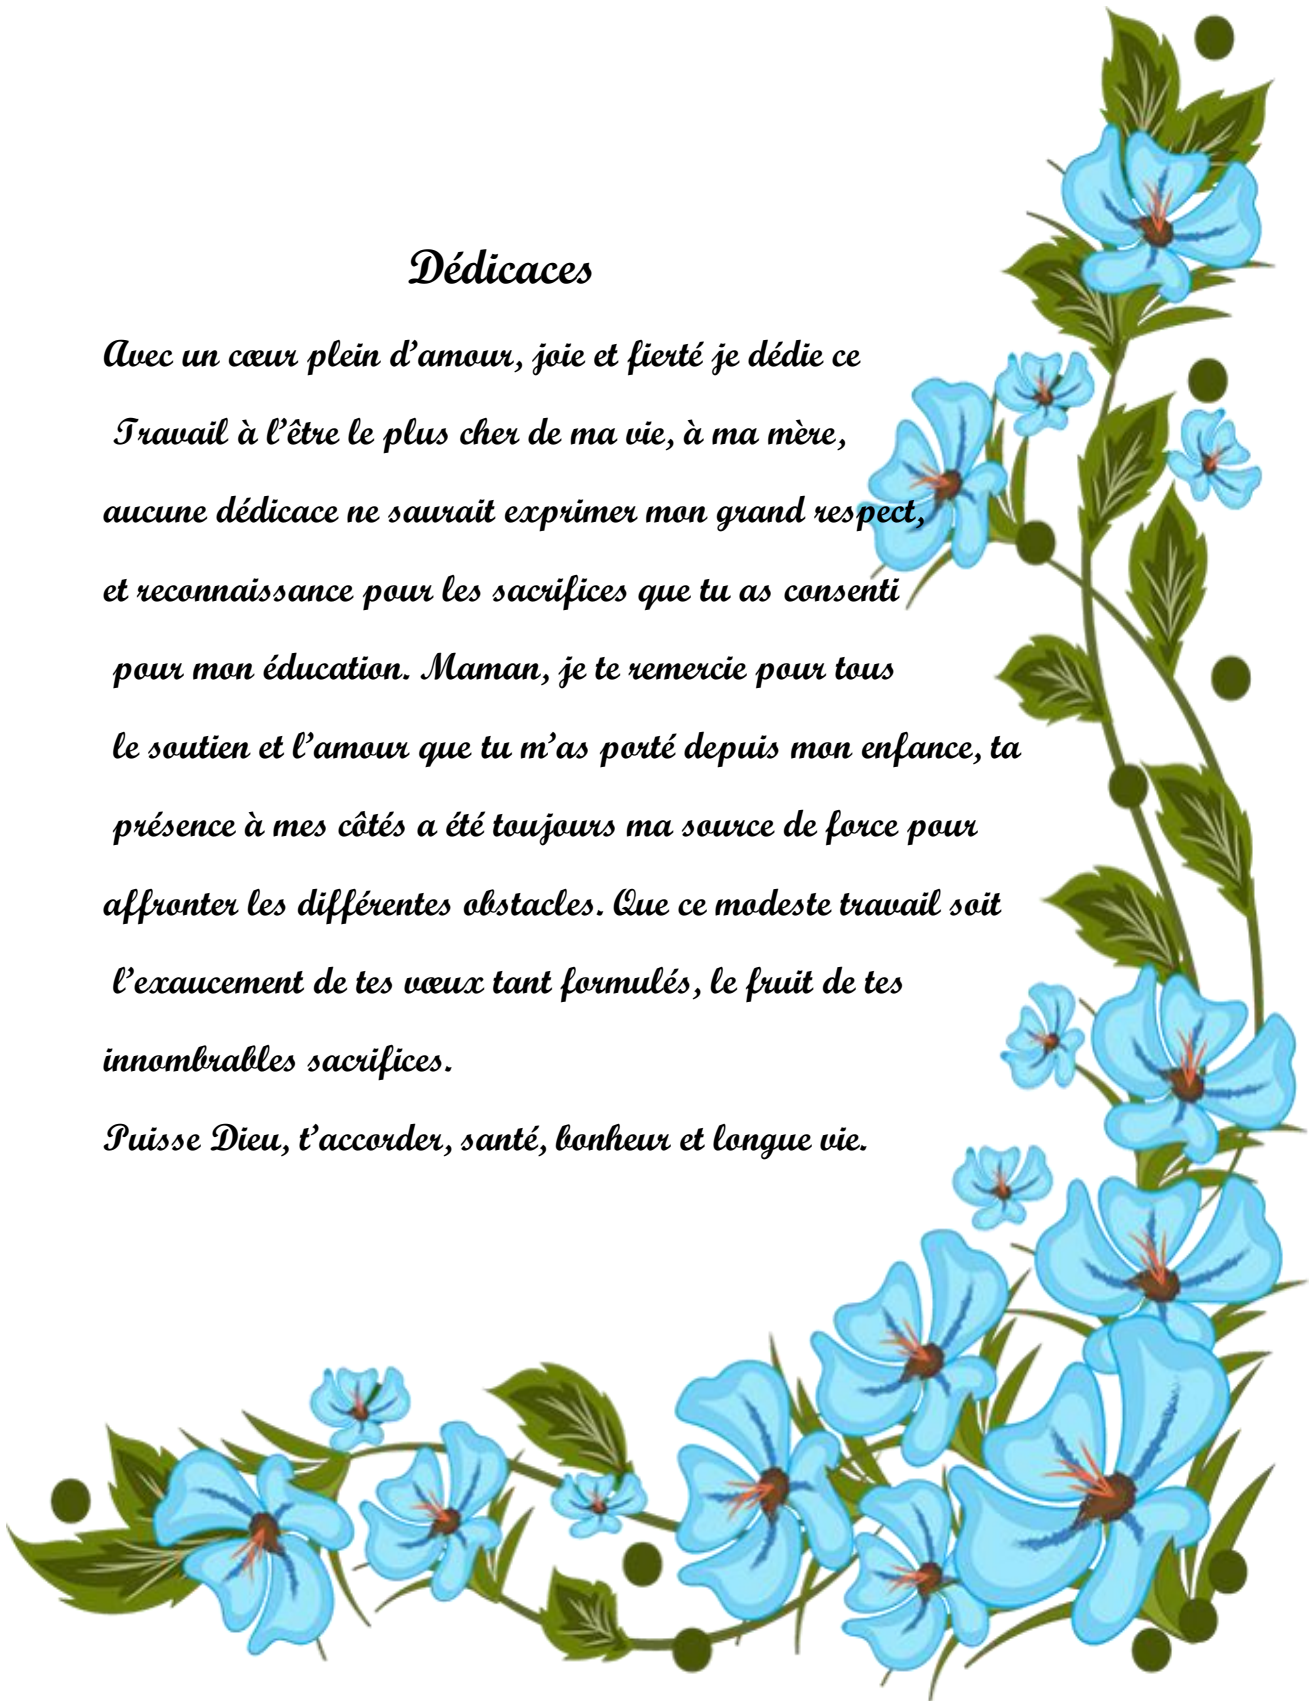 Dédicaces
Avec un cœur plein d’amour, joie et fierté je dédie ce
Travail à l’être le plus cher de ma vie, à ma mère,
aucune dédicace ne saurait exprimer mon grand respect,
et reconnaissance pour les sacrifices que tu as consenti
pour mon éducation. Maman, je te remercie pour tous
le soutien et l’amour que tu m’as porté depuis mon enfance, ta
présence à mes côtés a été toujours ma source de force pour
affronter les différentes obstacles. Que ce modeste travail soit
l’exaucement de tes vœux tant formulés, le fruit de tes
innombrables sacrifices.
Puisse Dieu, t’accorder, santé, bonheur et longue vie.